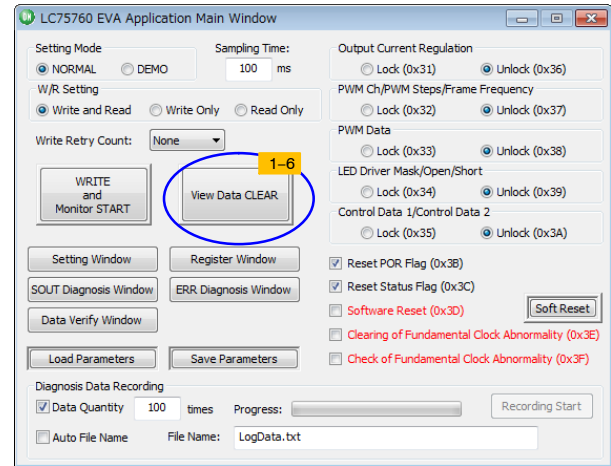 LC75760 EVA Application Main Window
Setting Mode
NORMAL DEMO
Sampling Time:
100 ms
W/R Setting
Write and Read Write Only Read Only
Write Retry Count: None
1–6
WRITE
and
Monitor START
View Data CLEAR
Setting Window Register Window
SOUT Diagnosis Window ERR Diagnosis Window
Data Verify Window
Load Parameters Save Parameters
Output Current Regulation
Lock (0x31) Unlock (0x36)
PWM Ch/PWM Steps/Frame Frequency
Lock (0x32) Unlock (0x37)
PWM Data
Lock (0x33) Unlock (0x38)
LED Driver Mask/Open/Short
Lock (0x34) Unlock (0x39)
Control Data 1/Control Data 2
Lock (0x35) Unlock (0x3A)
Reset POR Flag (0x3B)
Reset Status Flag (0x3C)
Software Reset (0x3D) Soft Reset
Clearing of Fundamental Clock Abnormality (0x3E)
Check of Fundamental Clock Abnormality (0x3F)
Diagnosis Data Recording
Data Quantity 100 times Progress: Recording Start
Auto File Name File Name: LogData.txt